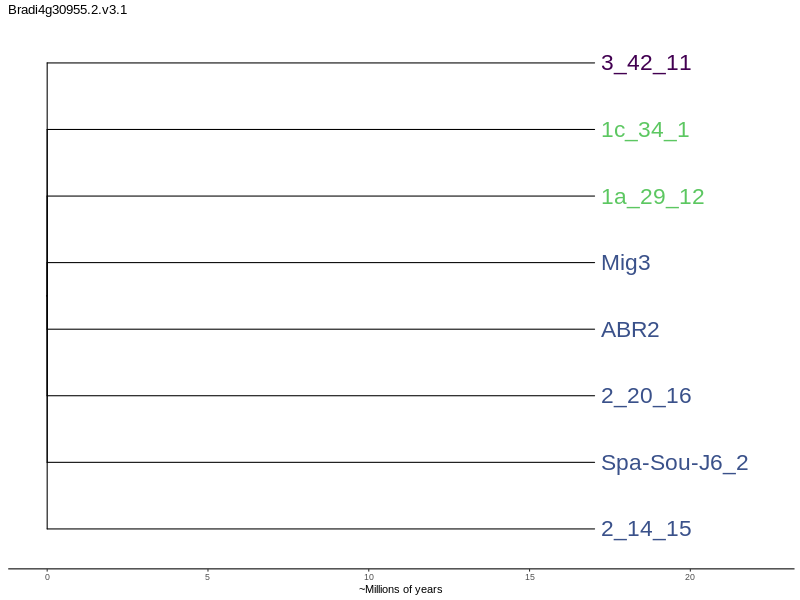 Bradi4g30955.2.v3.1
3_42_11
1c_34_1
1a_29_12
Mig3
ABR2
2_20_16
Spa-Sou-J6_2
2_14_15
0 5 10 15 20
~Millions of years